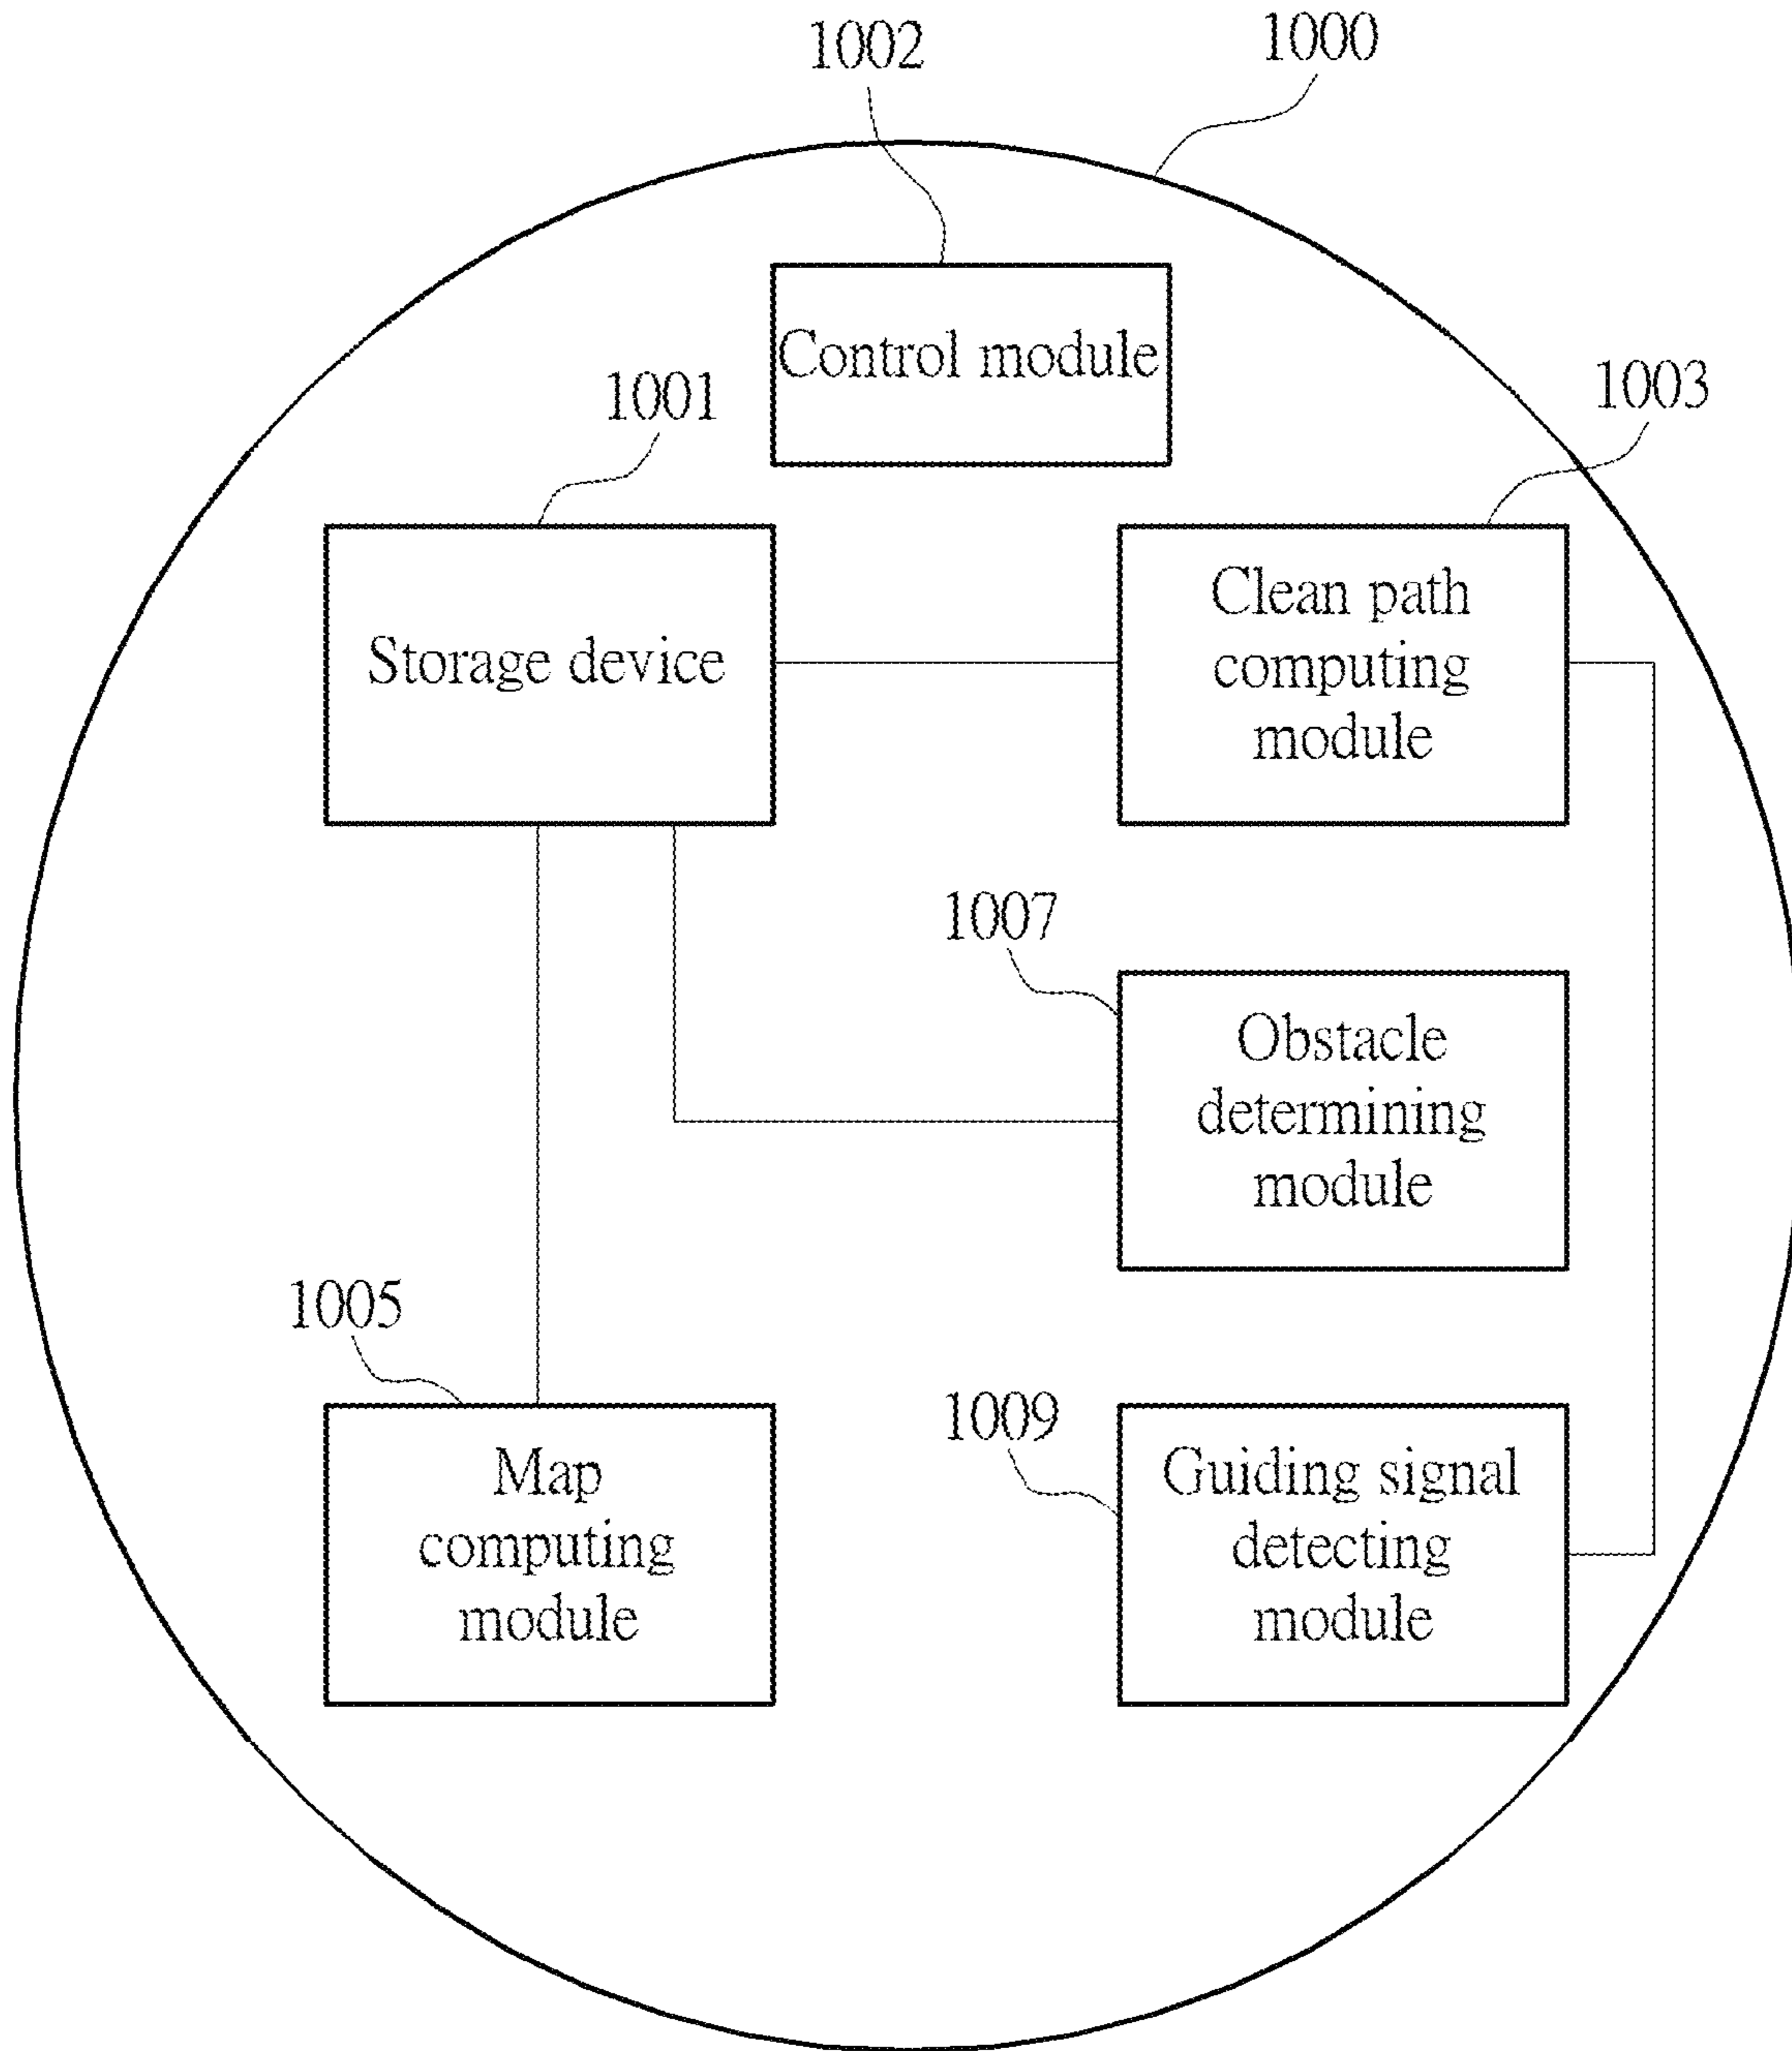 1002
1000
Control module
1001
1003
Storage device
Clean path
computing
module
1007
Obstacle
determining
module
1005
Map
computing
module
1009
Guiding signal
detecting
module